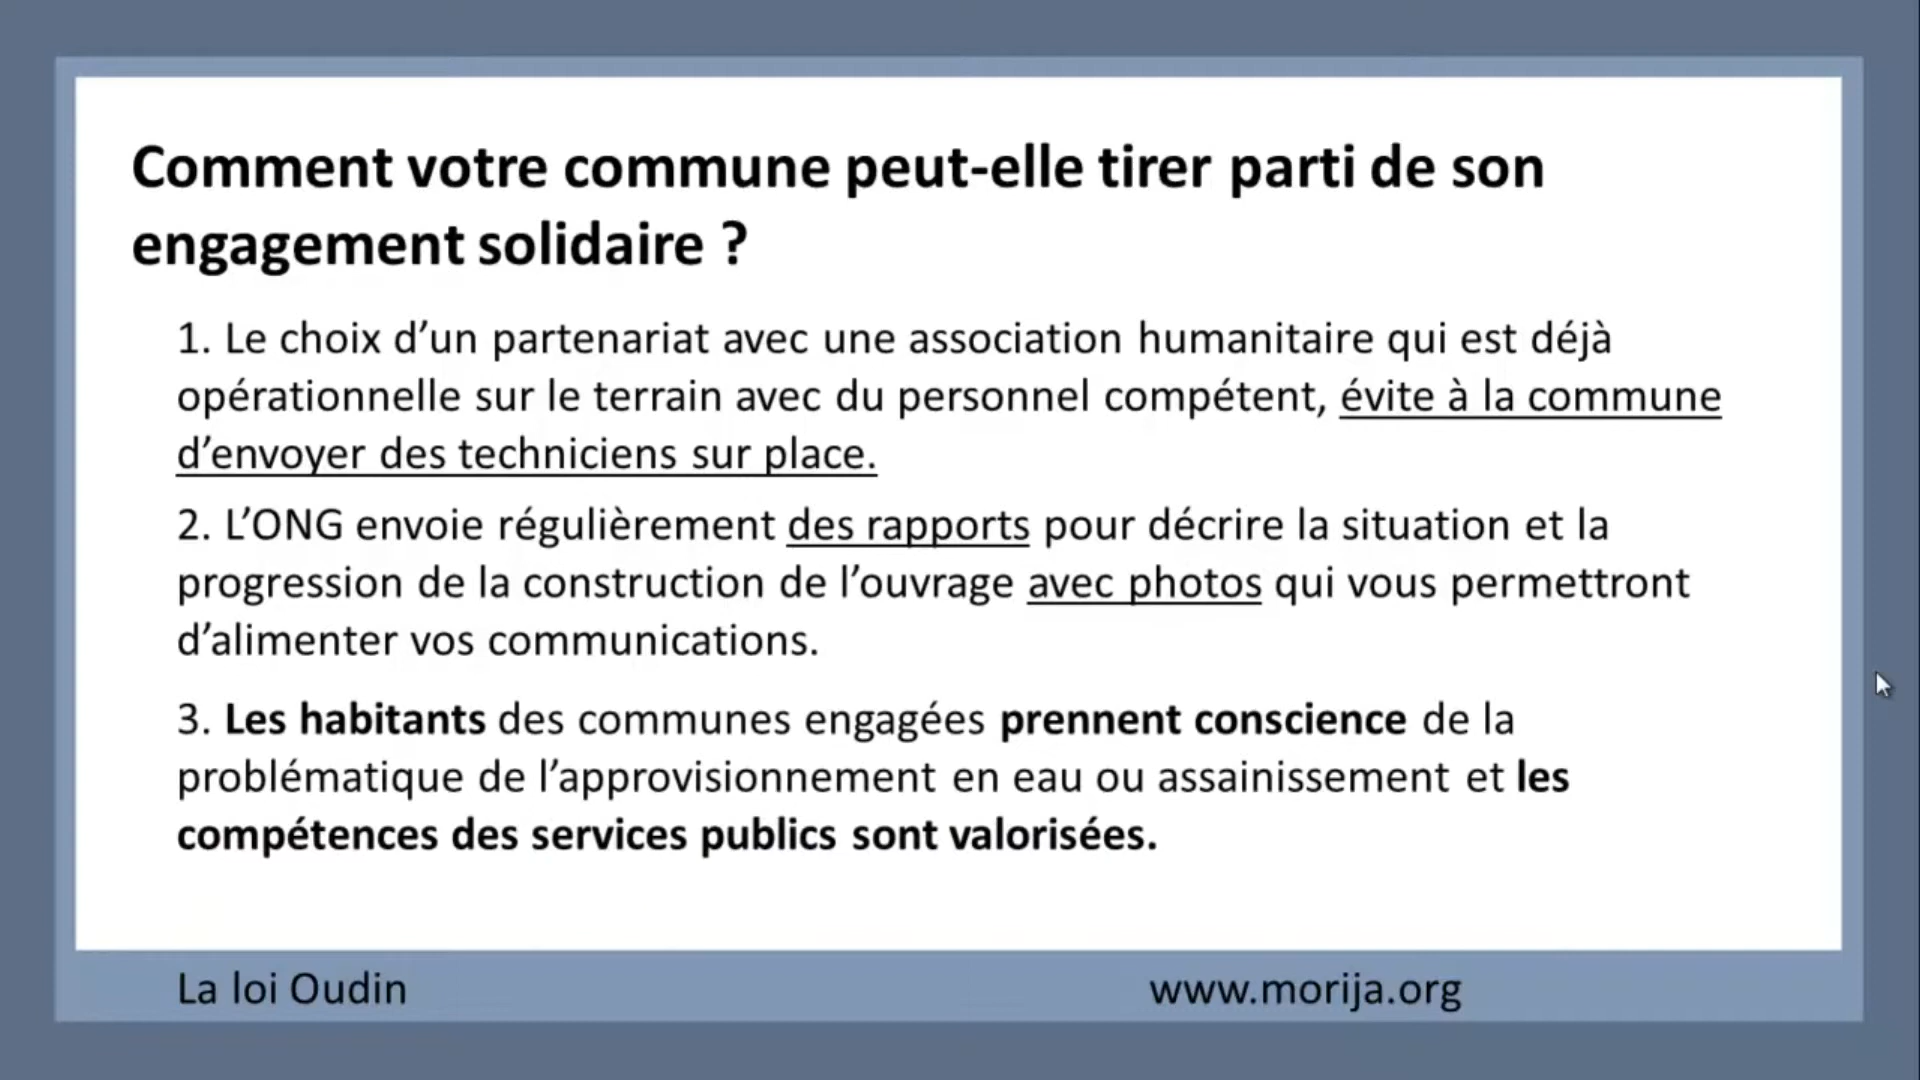 Comment votre commune peut-elle tirer parti de son
engagement solidaire ?
1. Le choix d’un partenariat avec une association humanitaire qui est déjà
opérationnelle sur le terrain avec du personnel compétent, évite à la commune
d’envoyer des techniciens sur place.
2. L’ONG envoie régulièrement des rapports pour décrire la situation et la
progression de la construction de l’ouvrage avec photos qui vous permettront
d’alimenter vos communications.
3. Les habitants des communes engagées prennent conscience de la
problématique de l’approvisionnement en eau ou assainissement et les
compétences des services publics sont valorisées.
La loi Oudin
www.morija.org